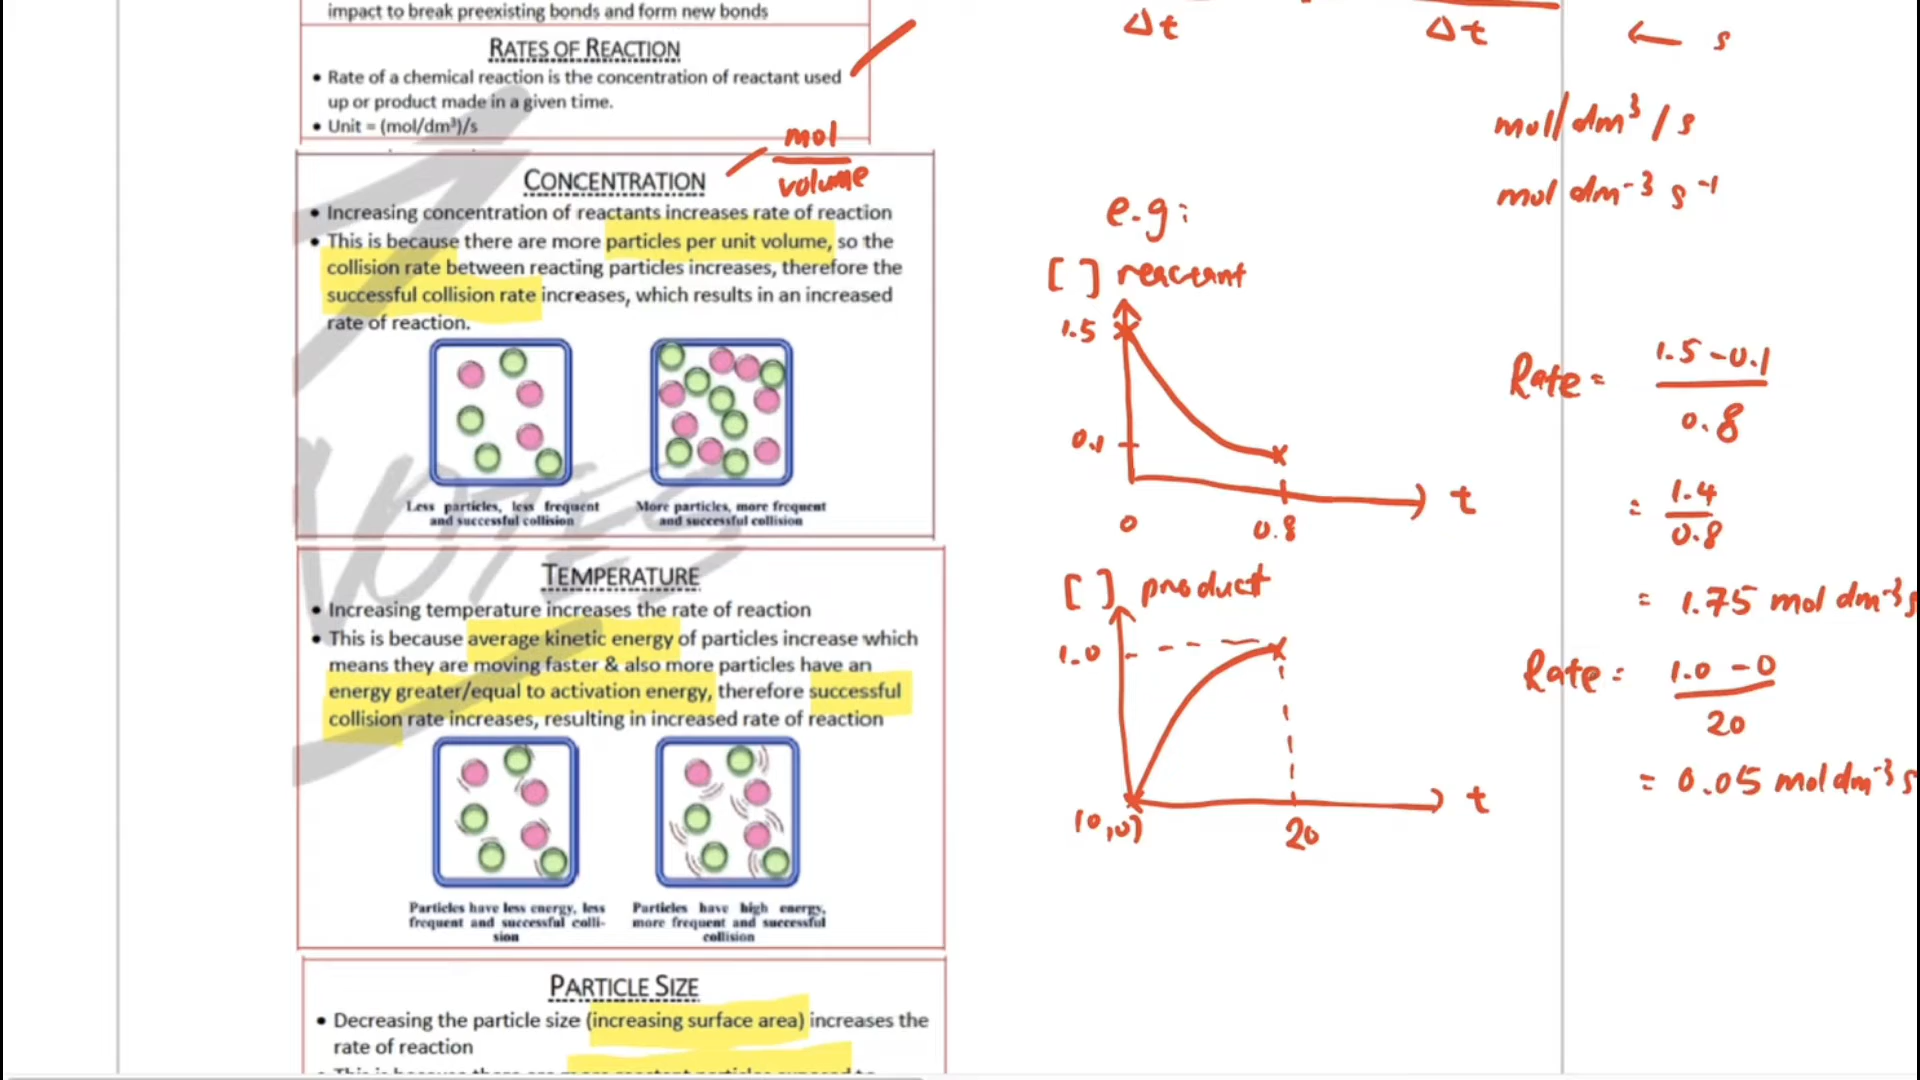 impact to break preexisting bonds and form new bonds
RATES OF REACTION
• Rate of a chemical reaction is the concentration of reactant used
up or product made in a given time.
• Unit = (mol/dm³)/s
mol
volume
CONCENTRATION
• Increasing concentration of reactants increases rate of reaction
• This is because there are more particles per unit volume, so the
collision rate between reacting particles increases, therefore the
successful collision rate increases, which results in an increased
rate of reaction.
Less particles, less frequent
and successful collision
More particles, more frequent
and successful collision
TEMPERATURE
• Increasing temperature increases the rate of reaction
• This is because average kinetic energy of particles increase which
means they are moving faster & also more particles have an
energy greater/equal to activation energy, therefore successful
collision rate increases, resulting in increased rate of reaction
Particles have less energy, less
frequent and successful colli-
sion
Particles have high energy,
more frequent and successful
collision
PARTICLE SIZE
• Decreasing the particle size (increasing surface area) increases the
rate of reaction
NOTES
Δt
Δt
← s
mol/dm³/s
mol dm⁻³ s⁻¹
e.g:
[ ] reactant
1.5
0.1
0
0.8
t
Rate = 1.5 - 0.1
0.8
= 1.4
0.8
= 1.75 mol dm⁻³ s
[ ] product
1.0
(0,0)
20
t
Rate = 1.0 - 0
20
= 0.05 mol dm⁻³ s